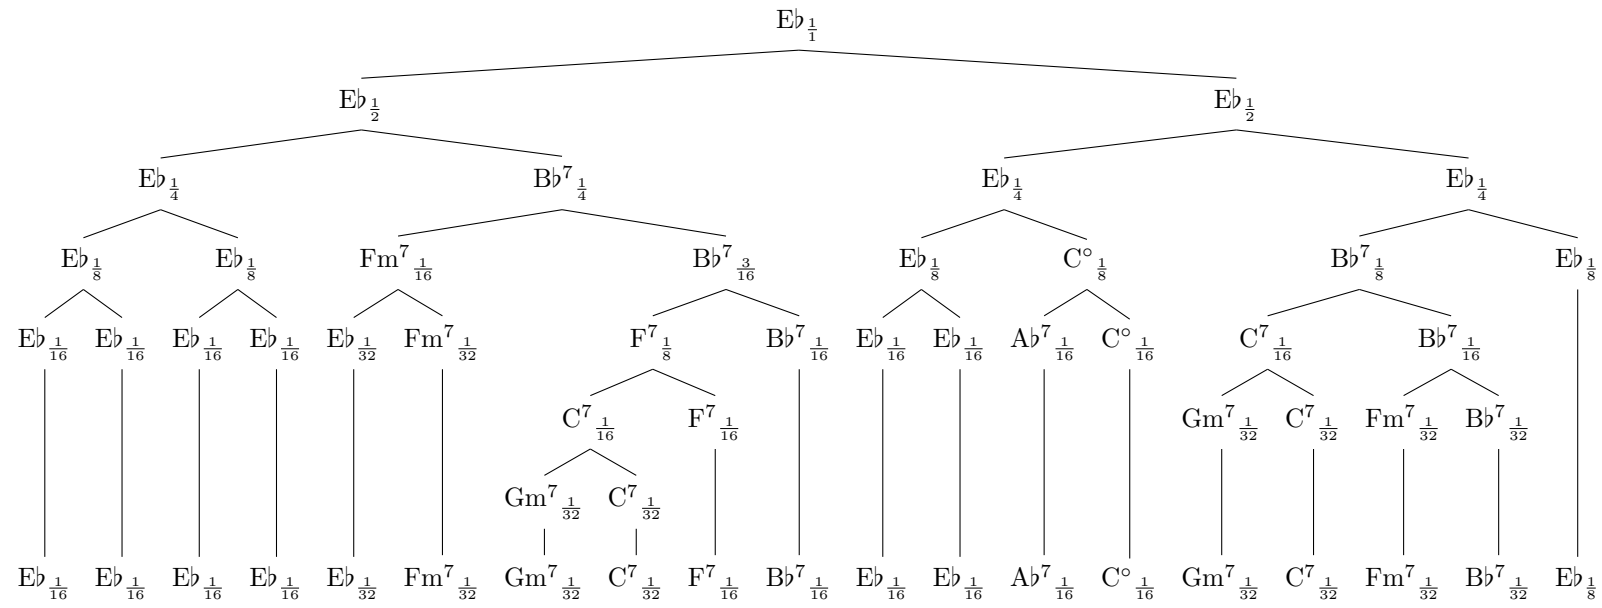 E♭ 1/1
E♭ 1/2 E♭ 1/2
E♭ 1/4 B♭⁷ 1/4 E♭ 1/4 E♭ 1/4
E♭ 1/8 E♭ 1/8 Fm⁷ 1/16 B♭⁷ 3/16 E♭ 1/8 C° 1/8 B♭⁷ 1/8 E♭ 1/8
E♭ 1/16 E♭ 1/16 E♭ 1/16 E♭ 1/16 E♭ 1/32 Fm⁷ 1/32 F⁷ 1/8 B♭⁷ 1/16 E♭ 1/16 E♭ 1/16 A♭⁷ 1/16 C° 1/16 C⁷ 1/16 B♭⁷ 1/16
C⁷ 1/16 F⁷ 1/16 Gm⁷ 1/32 C⁷ 1/32 Fm⁷ 1/32 B♭⁷ 1/32
Gm⁷ 1/32 C⁷ 1/32
E♭ 1/16 E♭ 1/16 E♭ 1/16 E♭ 1/16 E♭ 1/32 Fm⁷ 1/32 Gm⁷ 1/32 C⁷ 1/32 F⁷ 1/16 B♭⁷ 1/16 E♭ 1/16 E♭ 1/16 A♭⁷ 1/16 C° 1/16 Gm⁷ 1/32 C⁷ 1/32 Fm⁷ 1/32 B♭⁷ 1/32 E♭ 1/8